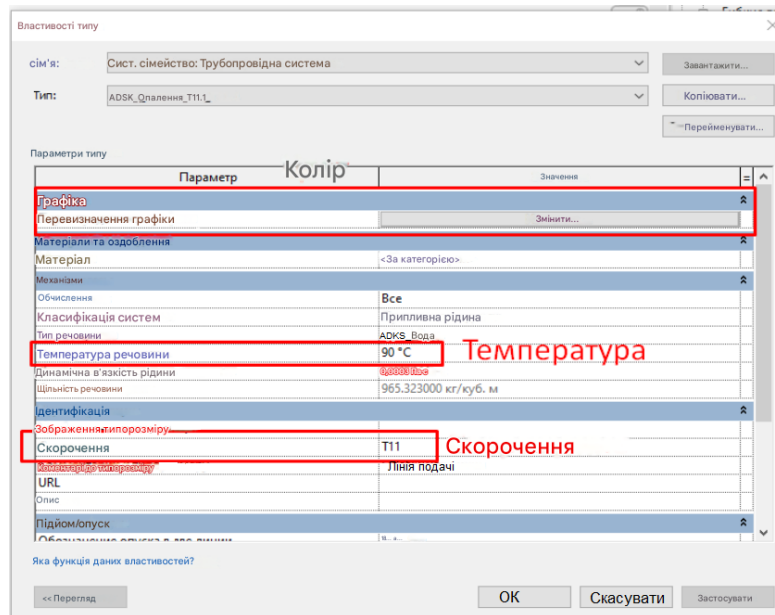 Властивості типу
сім'я: Сист. сімейство: Трубопровідна система Завантажити...
Тип: ADSK_Опалення_Т11.1_ Копіювати...
Перейменувати...
Параметри типу
Параметр Колір Значення =
Графіка
Перевизначення графіки Змінити...
Матеріали та оздоблення
Матеріал <За категорією>
Механізми
Обчислення Все
Класифікація систем Припливна рідина
Тип речовини ADKS_Вода
Температура речовини 90 °C Температура
Динамічна в'язкість рідини
Щільність речовини 965.323000 кг/куб. м
Ідентифікація
Зображення типорозміру
Скорочення Т11 Скорочення
Коментарі до типорозміру Лінія подачі
URL
Опис
Підйом/опуск
Яка функція даних властивостей?
<< Перегляд ОК Скасувати Застосувати